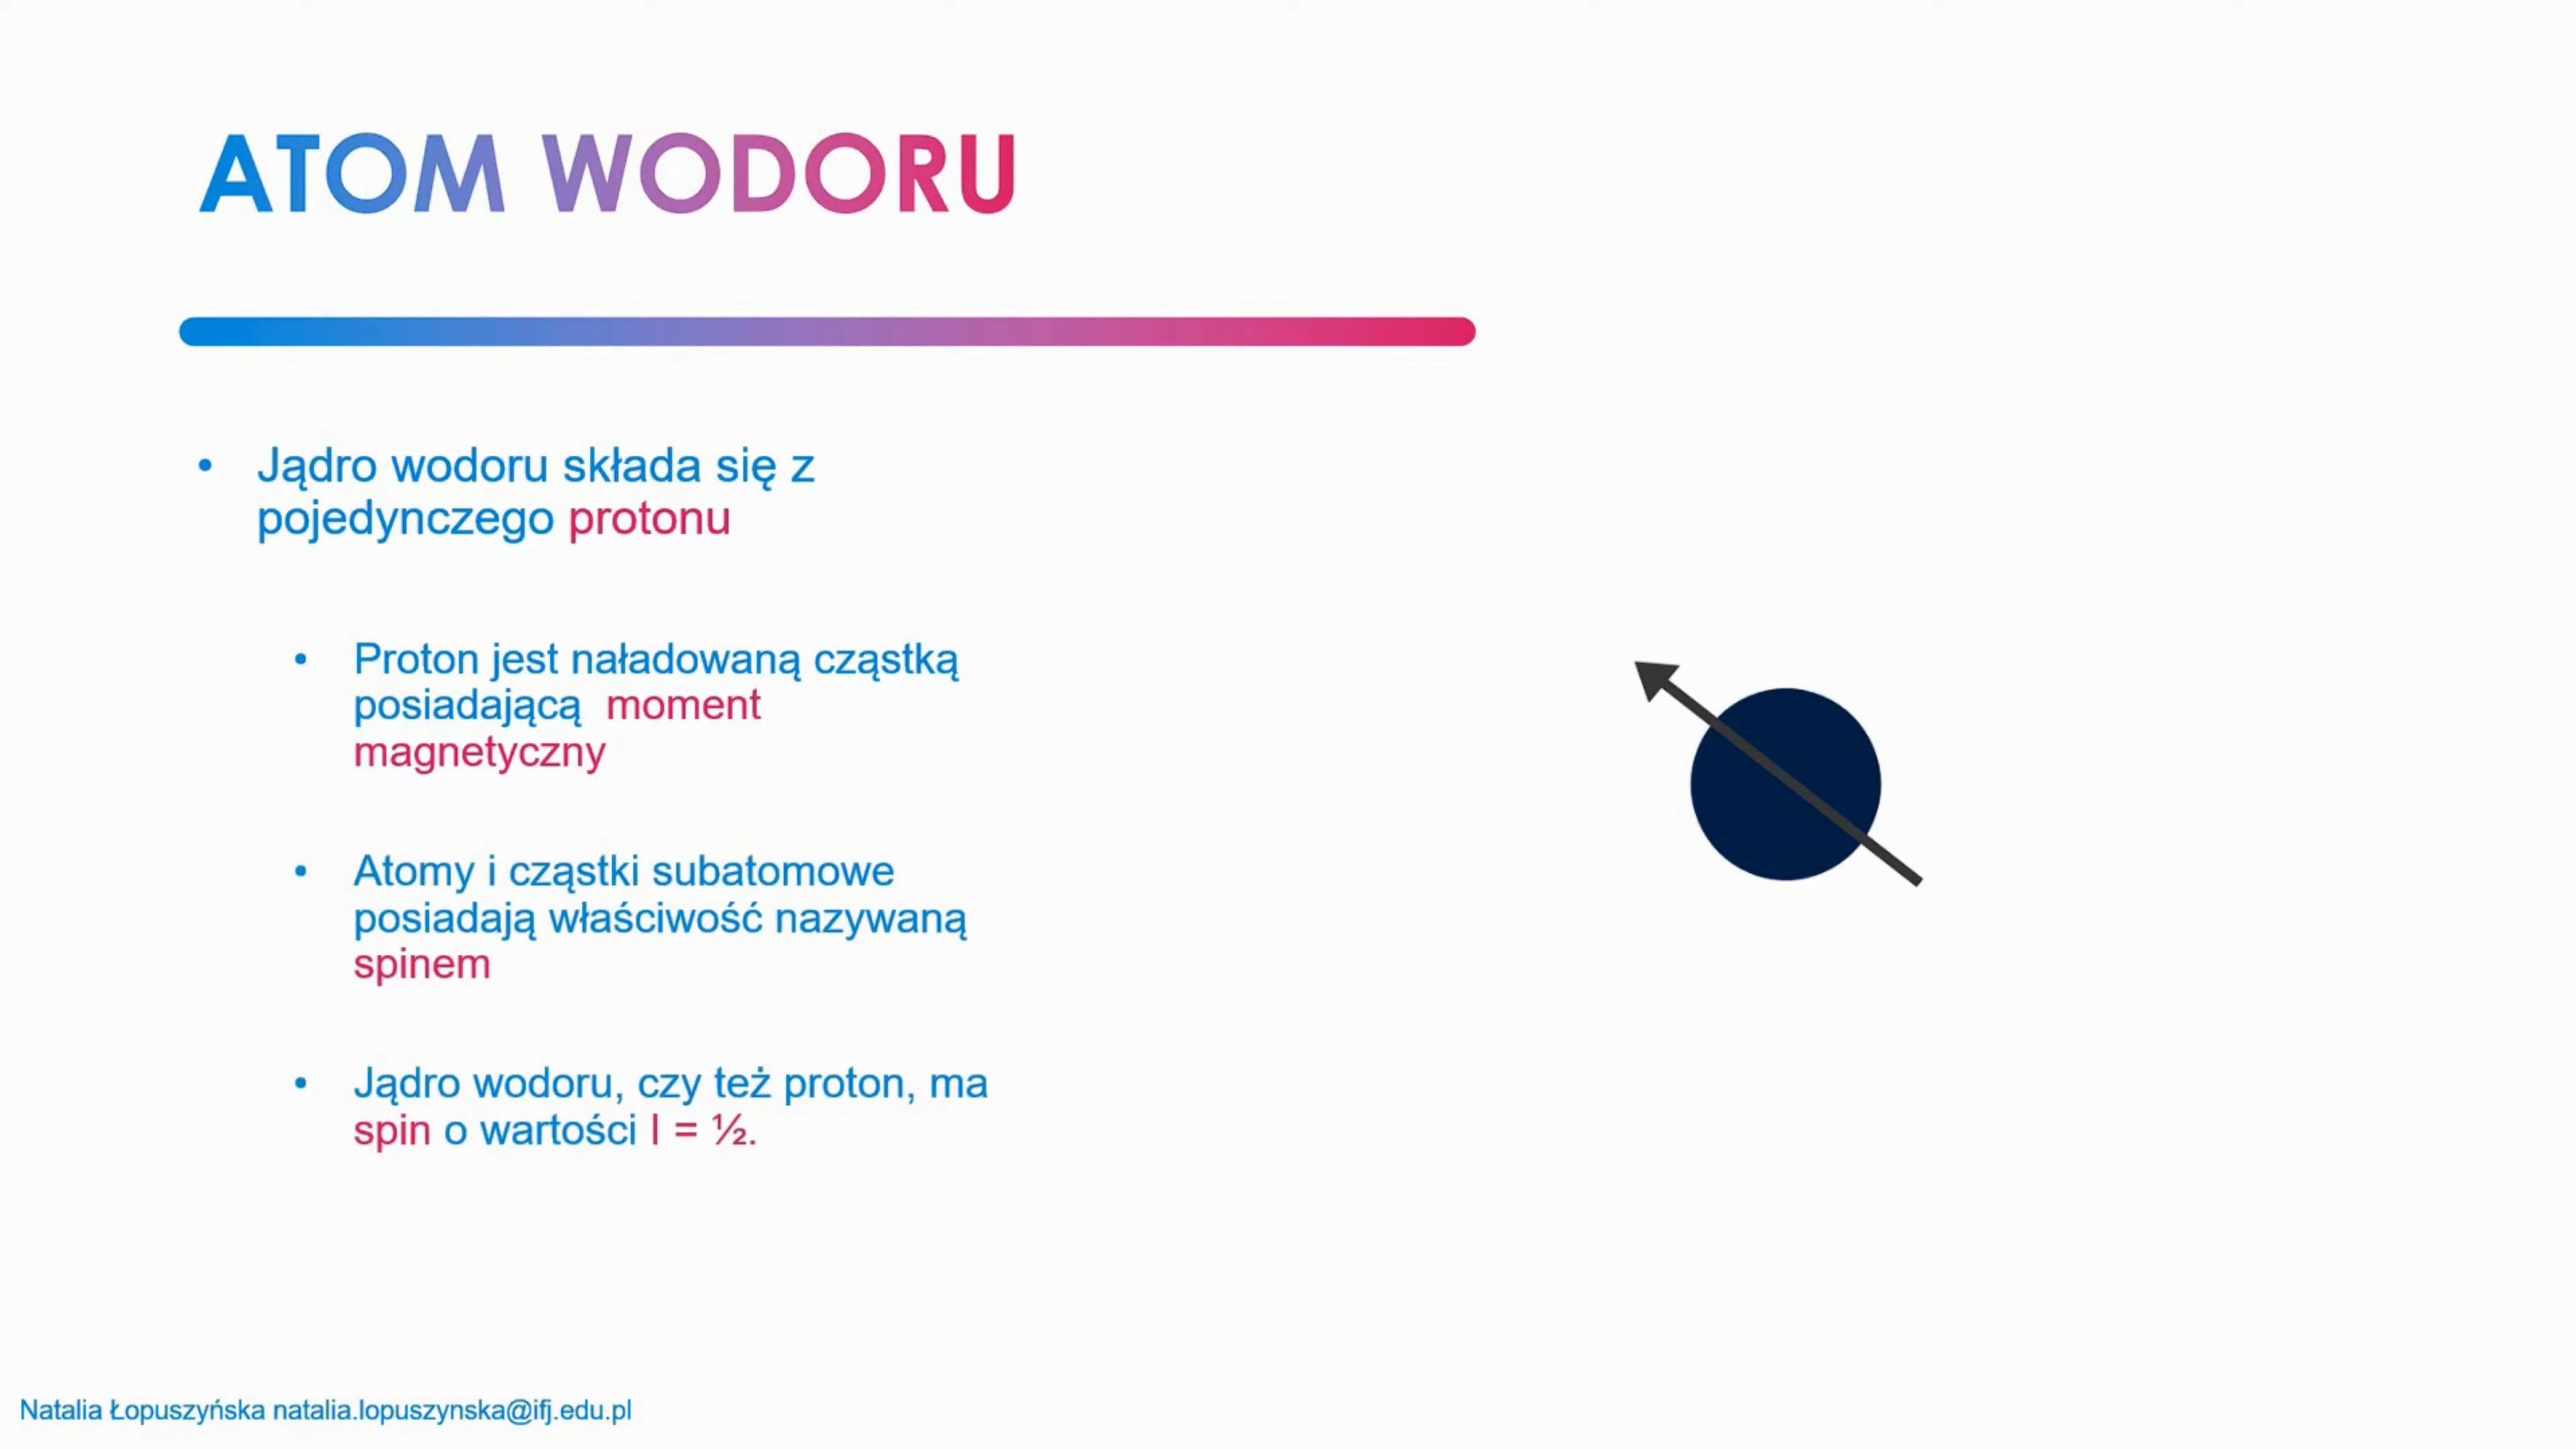 ATOM WODORU
• Jądro wodoru składa się z
pojedynczego protonu
• Proton jest naładowaną cząstką
posiadającą moment
magnetyczny
• Atomy i cząstki subatomowe
posiadają właściwość nazywaną
spinem
• Jądro wodoru, czy też proton, ma
spin o wartości I = ½.
Natalia Łopuszyńska natalia.lopuszynska@ifj.edu.pl